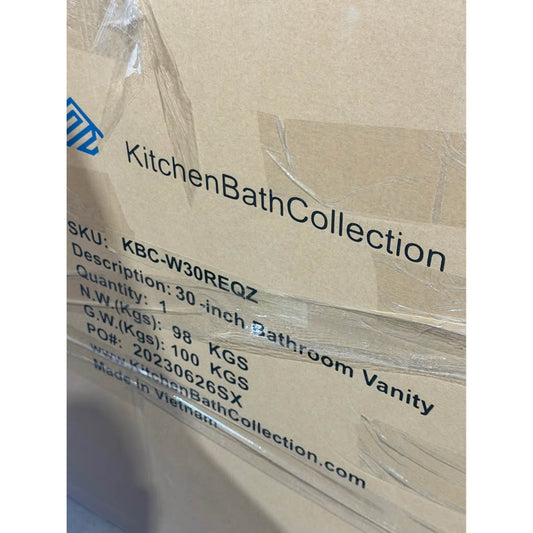 KitchenBathCollection
SKU: KBC-W30REQZ
Description: 30-inch Bathroom Vanity
Quantity: 1
N.W.(Kgs): 98 KGS
G.W.(Kgs): 100 KGS
PO#: 20230626SX
www.KitchenBathCollection.com
Made in Vietnam